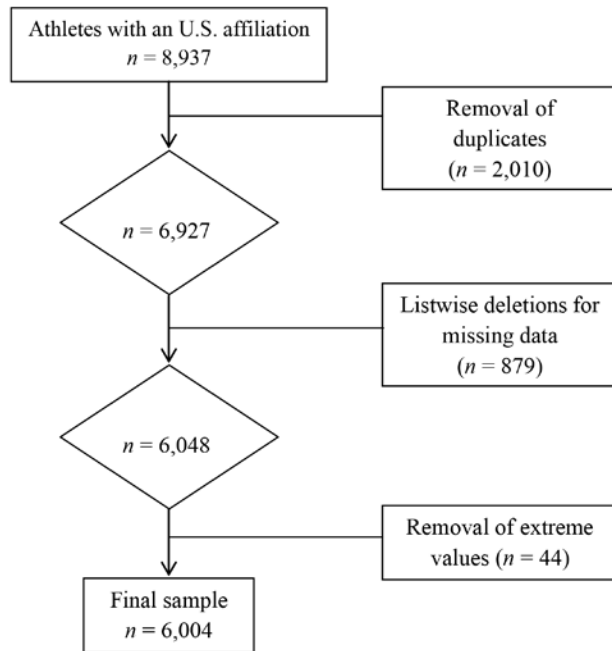 Athletes with an U.S. affiliation
n = 8,937
Removal of
duplicates
(n = 2,010)
n = 6,927
Listwise deletions for
missing data
(n = 879)
n = 6,048
Removal of extreme
values (n = 44)
Final sample
n = 6,004